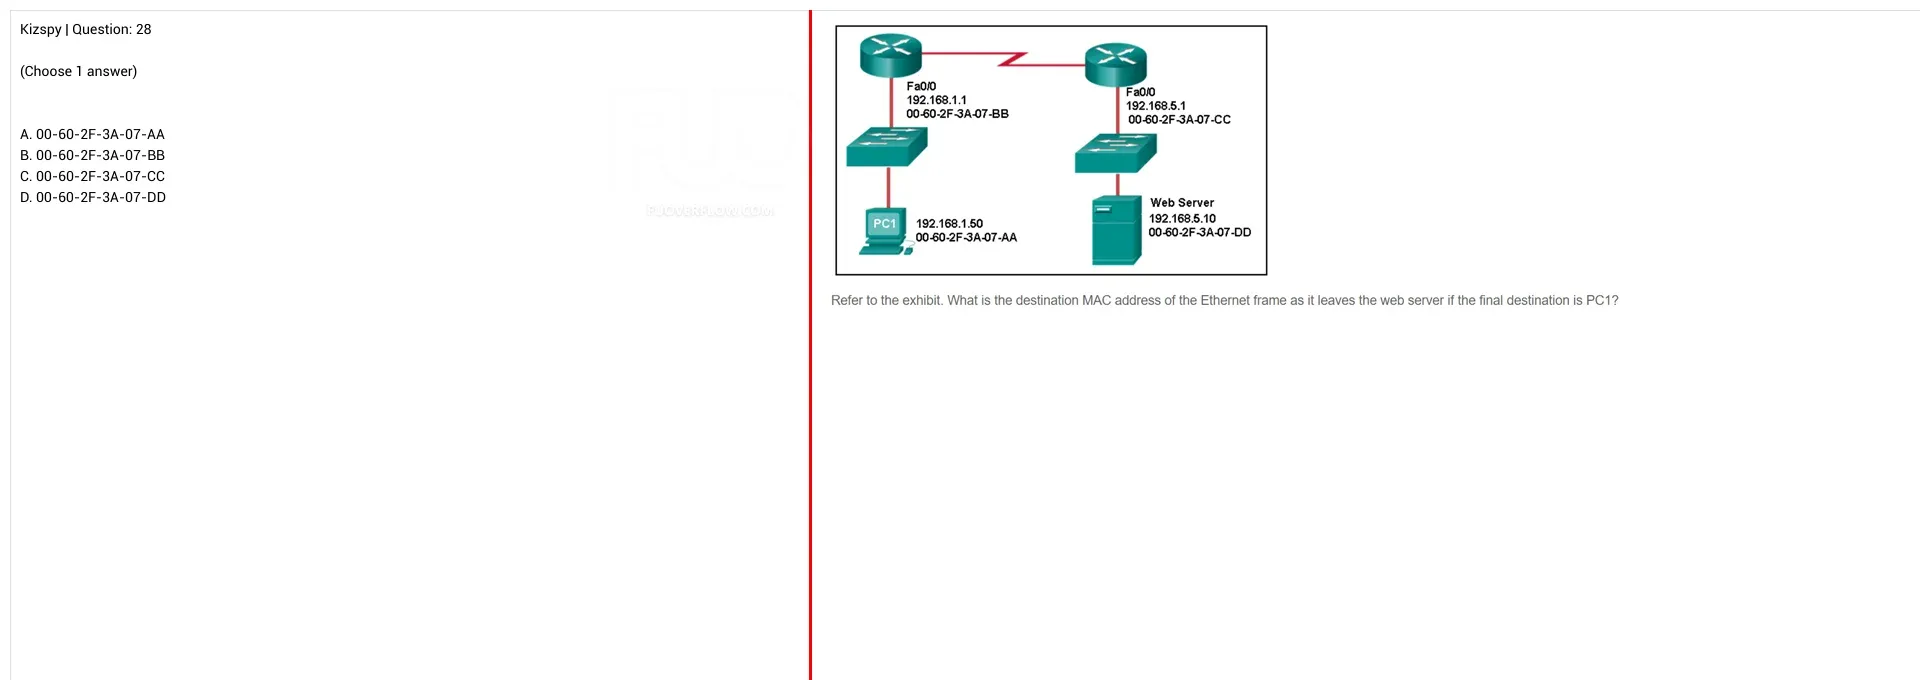 Kizspy | Question: 28
(Choose 1 answer)
A. 00-60-2F-3A-07-AA
B. 00-60-2F-3A-07-BB
C. 00-60-2F-3A-07-CC
D. 00-60-2F-3A-07-DD
FUOVERFLOW.COM
Fa0/0
192.168.1.1
00-60-2F-3A-07-BB
Fa0/0
192.168.5.1
00-60-2F-3A-07-CC
PC1
192.168.1.50
00-60-2F-3A-07-AA
Web Server
192.168.5.10
00-60-2F-3A-07-DD
Refer to the exhibit. What is the destination MAC address of the Ethernet frame as it leaves the web server if the final destination is PC1?